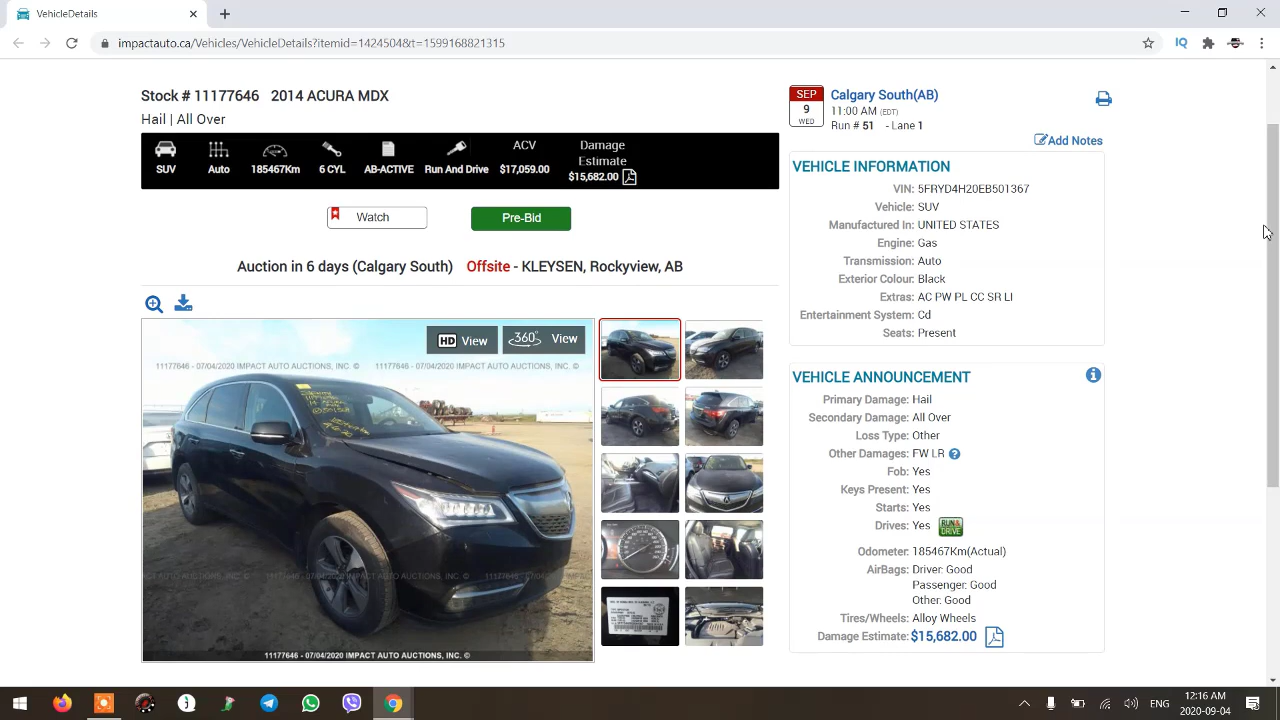 VehicleDetails
impactauto.ca/Vehicles/VehicleDetails?itemid=1424504&t=1599168821315
IQ
Stock # 11177646 2014 ACURA MDX
Hail | All Over
SUV
Auto
185467Km
6 CYL
AB-ACTIVE
Run And Drive
ACV
$17,059.00
Damage
Estimate
$15,682.00
Watch
Pre-Bid
Auction in 6 days (Calgary South) Offsite - KLEYSEN, Rockyview, AB
HD View
360° View
11177646 - 07/04/2020 IMPACT AUTO AUCTIONS, INC. © 11177646 - 07/04/2020 IMPACT AUTO AUCTIONS, INC. ©
11177646 - 07/04/2020 IMPACT AUTO AUCTIONS, INC. ©
SEP
9
WED
Calgary South(AB)
11:00 AM (EDT)
Run # 51 - Lane 1
Add Notes
VEHICLE INFORMATION
VIN: 5FRYD4H20EB501367
Vehicle: SUV
Manufactured In: UNITED STATES
Engine: Gas
Transmission: Auto
Exterior Colour: Black
Extras: AC PW PL CC SR LI
Entertainment System: Cd
Seats: Present
VEHICLE ANNOUNCEMENT
Primary Damage: Hail
Secondary Damage: All Over
Loss Type: Other
Other Damages: FW LR
Fob: Yes
Keys Present: Yes
Starts: Yes
Drives: Yes RUN& DRIVE
Odometer: 185467Km(Actual)
AirBags: Driver: Good
Passenger: Good
Other: Good
Tires/Wheels: Alloy Wheels
Damage Estimate: $15,682.00
ENG
12:16 AM
2020-09-04